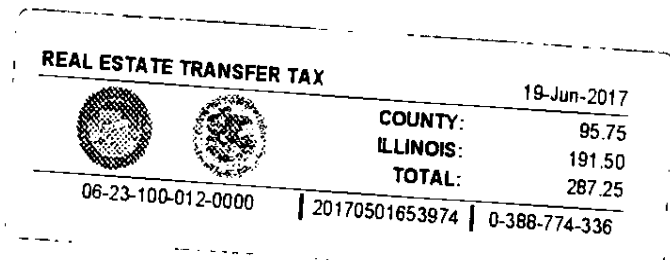 REAL ESTATE TRANSFER TAX 19-Jun-2017
COUNTY: 95.75
ILLINOIS: 191.50
TOTAL: 287.25
06-23-100-012-0000 | 20170501653974 | 0-388-774-336